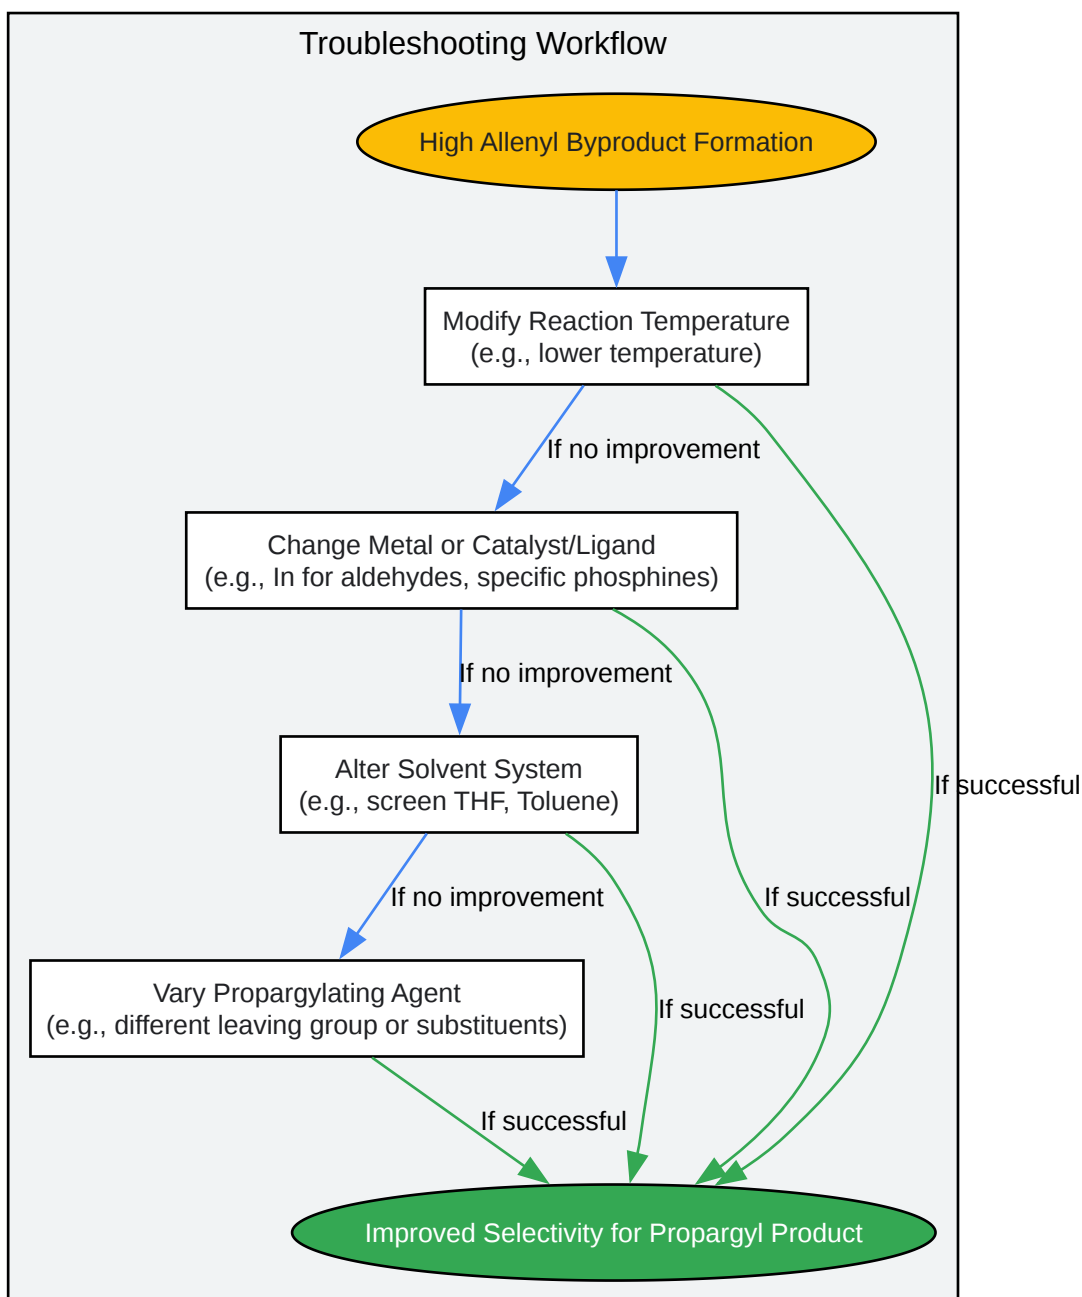 Troubleshooting Workflow
High Allenyl Byproduct Formation
Modify Reaction Temperature
(e.g., lower temperature)
If no improvement
Change Metal or Catalyst/Ligand
(e.g., In for aldehydes, specific phosphines)
If no improvement
Alter Solvent System
(e.g., screen THF, Toluene)
If successful
If no improvement
If successful
Vary Propargylating Agent
(e.g., different leaving group or substituents)
If successful
If successful
Improved Selectivity for Propargyl Product